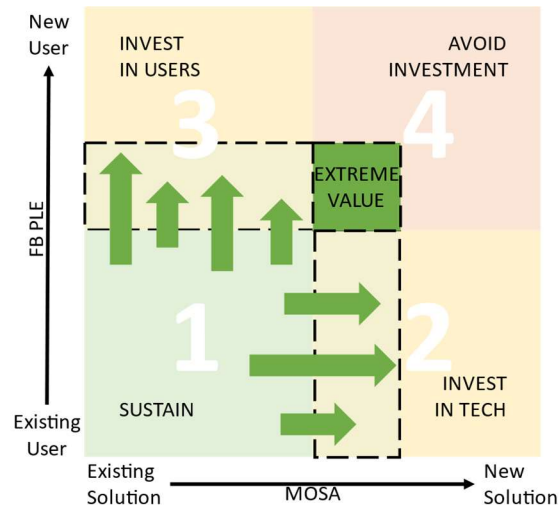 New
User
INVEST
IN USERS
AVOID
INVESTMENT
3
4
EXTREME
VALUE
FB PLE
1
2
SUSTAIN
INVEST
IN TECH
Existing
User
Existing
Solution
MOSA
New
Solution